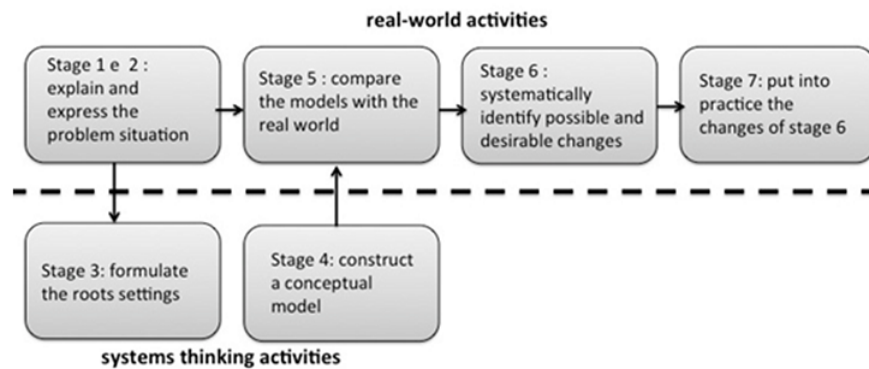 real-world activities
Stage 1 e 2 :
explain and
express the
problem situation
Stage 5 : compare
the models with the
real world
Stage 6 :
systematically
identify possible and
desirable changes
Stage 7: put into
practice the
changes of stage 6
Stage 3: formulate
the roots settings
Stage 4: construct
a conceptual
model
systems thinking activities